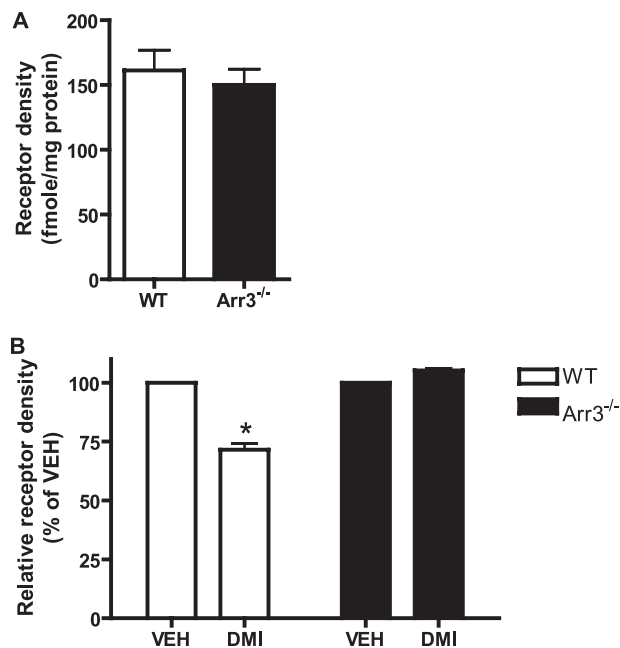 A
Receptor density
(fmole/mg protein)
200
150
100
50
0
WT Arr3-/-
B
Relative receptor density
(% of VEH)
100
75
50
25
0
*
VEH DMI VEH DMI
WT
Arr3-/-